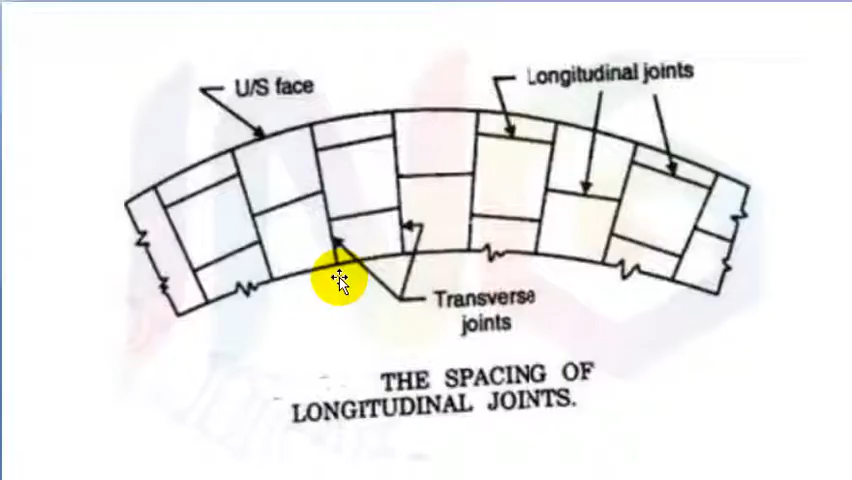 U/S face
Longitudinal joints
Transverse
joints
THE SPACING OF
LONGITUDINAL JOINTS.